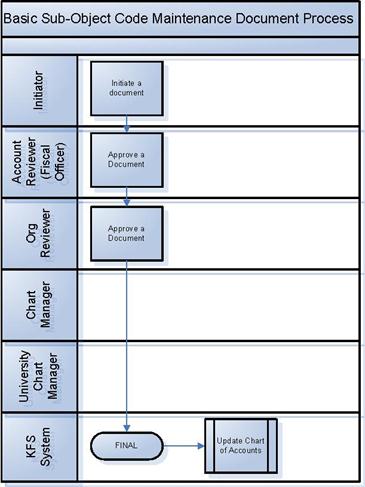 Basic Sub-Object Code Maintenance Document Process
Initiator
Initiate a
document
Account
Reviewer
(Fiscal
Officer)
Approve a
Document
Org
Reviewer
Approve a
Document
Chart
Manager
University
Chart
Manager
KFS
System
FINAL
Update Chart
of Accounts